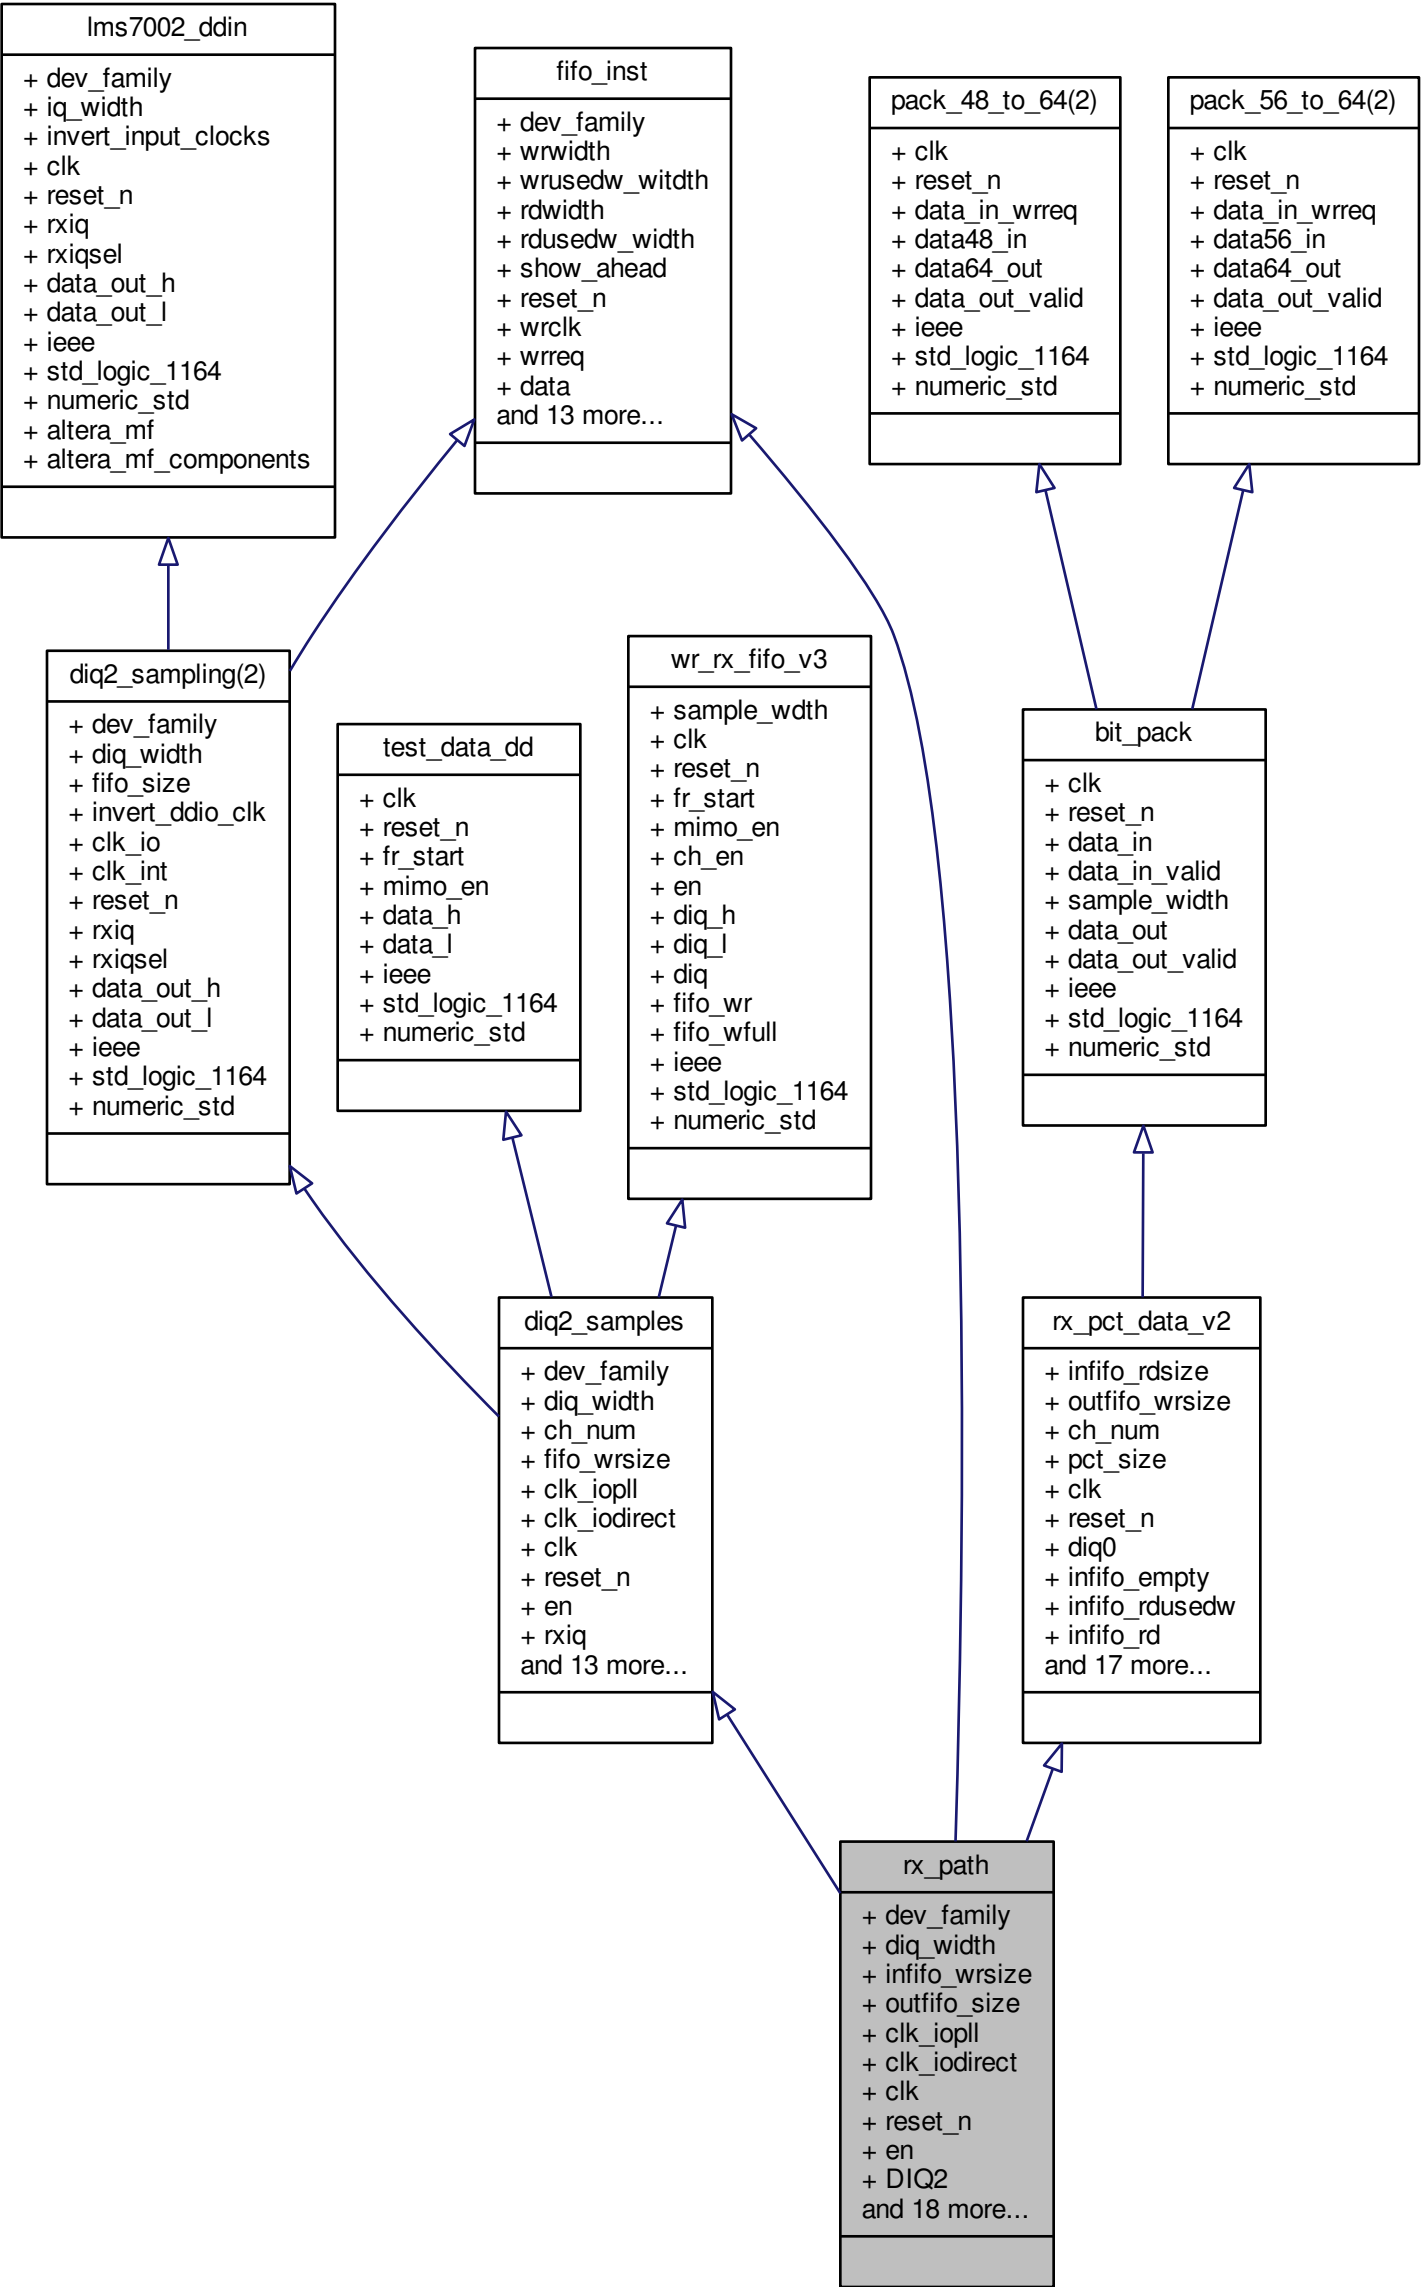 lms7002_ddin
+ dev_family
+ iq_width
+ invert_input_clocks
+ clk
+ reset_n
+ rxiq
+ rxiqsel
+ data_out_h
+ data_out_l
+ ieee
+ std_logic_1164
+ numeric_std
+ altera_mf
+ altera_mf_components
fifo_inst
+ dev_family
+ wrwidth
+ wrusedw_witdth
+ rdwidth
+ rdusedw_width
+ show_ahead
+ reset_n
+ wrclk
+ wrreq
+ data
and 13 more...
pack_48_to_64(2)
+ clk
+ reset_n
+ data_in_wrreq
+ data48_in
+ data64_out
+ data_out_valid
+ ieee
+ std_logic_1164
+ numeric_std
pack_56_to_64(2)
+ clk
+ reset_n
+ data_in_wrreq
+ data56_in
+ data64_out
+ data_out_valid
+ ieee
+ std_logic_1164
+ numeric_std
diq2_sampling(2)
+ dev_family
+ diq_width
+ fifo_size
+ invert_ddio_clk
+ clk_io
+ clk_int
+ reset_n
+ rxiq
+ rxiqsel
+ data_out_h
+ data_out_l
+ ieee
+ std_logic_1164
+ numeric_std
test_data_dd
+ clk
+ reset_n
+ fr_start
+ mimo_en
+ data_h
+ data_l
+ ieee
+ std_logic_1164
+ numeric_std
wr_rx_fifo_v3
+ sample_wdth
+ clk
+ reset_n
+ fr_start
+ mimo_en
+ ch_en
+ en
+ diq_h
+ diq_l
+ diq
+ fifo_wr
+ fifo_wfull
+ ieee
+ std_logic_1164
+ numeric_std
bit_pack
+ clk
+ reset_n
+ data_in
+ data_in_valid
+ sample_width
+ data_out
+ data_out_valid
+ ieee
+ std_logic_1164
+ numeric_std
diq2_samples
+ dev_family
+ diq_width
+ ch_num
+ fifo_wrsize
+ clk_iopll
+ clk_iodirect
+ clk
+ reset_n
+ en
+ rxiq
and 13 more...
rx_pct_data_v2
+ infifo_rdsize
+ outfifo_wrsize
+ ch_num
+ pct_size
+ clk
+ reset_n
+ diq0
+ infifo_empty
+ infifo_rdusedw
+ infifo_rd
and 17 more...
rx_path
+ dev_family
+ diq_width
+ infifo_wrsize
+ outfifo_size
+ clk_iopll
+ clk_iodirect
+ clk
+ reset_n
+ en
+ DIQ2
and 18 more...